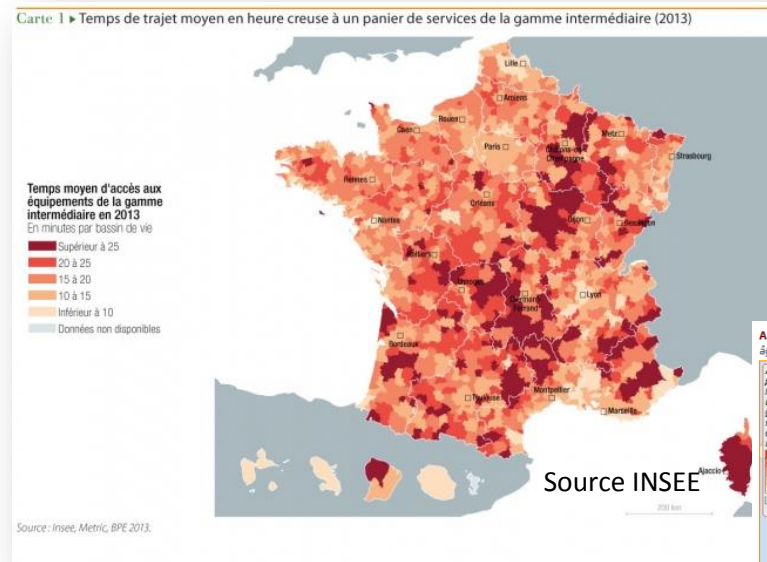 Carte 1 ▸ Temps de trajet moyen en heure creuse à un panier de services de la gamme intermédiaire (2013)
Lille
Amiens
Rouen
Caen
Paris
Metz
Châlons-en-Champagne
Strasbourg
Rennes
Orléans
Temps moyen d'accès aux
équipements de la gamme
intermédiaire en 2013
En minutes par bassin de vie
Supérieur à 25
20 à 25
15 à 20
10 à 15
Inférieur à 10
Données non disponibles
Nantes
Dijon
Besançon
Poitiers
Limoges
Clermont-
Ferrand
Lyon
Bordeaux
Toulouse
Montpellier
Marseille
Ajaccio
Source INSEE
200 km
Source : Insee, Metric, BPE 2013.